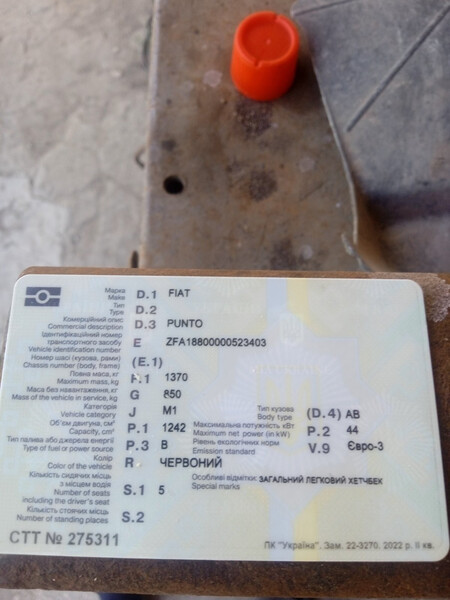 Марка
Make D.1 FIAT
Тип
Type D.2
Комерційний опис
Commercial description D.3 PUNTO
Ідентифікаційний номер
транспортного засобу E ZFA18800000523403
Vehicle identification number
Номер шасі (кузова, рами) (E.1)
Chassis number (body, frame)
Повна маса, кг F.1 1370
Maximum mass, kg
Маса без навантаження, кг G 850
Mass of the vehicle in service, kg
Категорія J M1 Тип кузова (D.4) AB
Vehicle category Body type
Об'єм двигуна, см³ P.1 1242 Максимальна потужність кВт P.2 44
Capacity, cm³ Maximum net power (in kW)
Тип палива або джерела енергії P.3 B Рівень екологічних норм V.9 Євро-3
Type of fuel or power source Emission standard
Колір R ЧЕРВОНИЙ
Color of the vehicle
Кількість сидячих місць Особливі відмітки: ЗАГАЛЬНИЙ ЛЕГКОВИЙ ХЕТЧБЕК
з місцем водія S.1 5 Special marks
Number of seats
including the driver's seat
Кількість стоячих місць S.2
Number of standing places
СТТ № 275311
ПК "Україна". Зам. 22-3270. 2022 р. II кв.